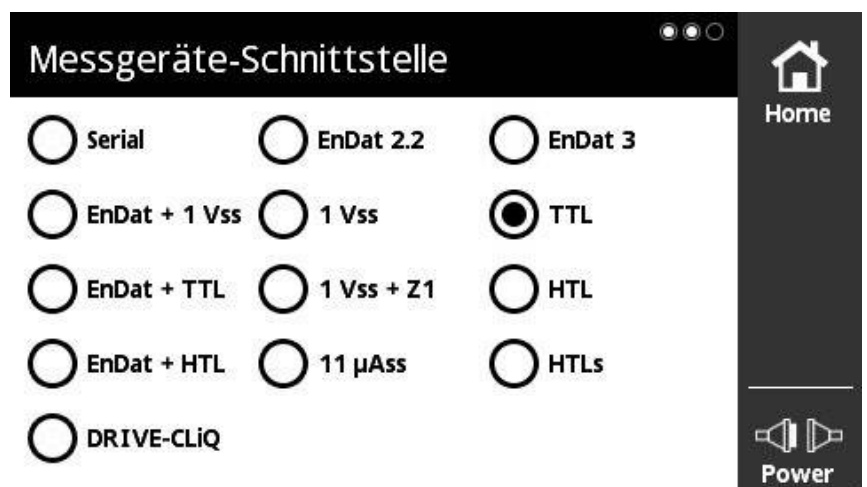 Messgeräte-Schnittstelle
Home
Serial EnDat 2.2 EnDat 3
EnDat + 1 Vss 1 Vss TTL
EnDat + TTL 1 Vss + Z1 HTL
EnDat + HTL 11 µAss HTLs
DRIVE-CLiQ
Power